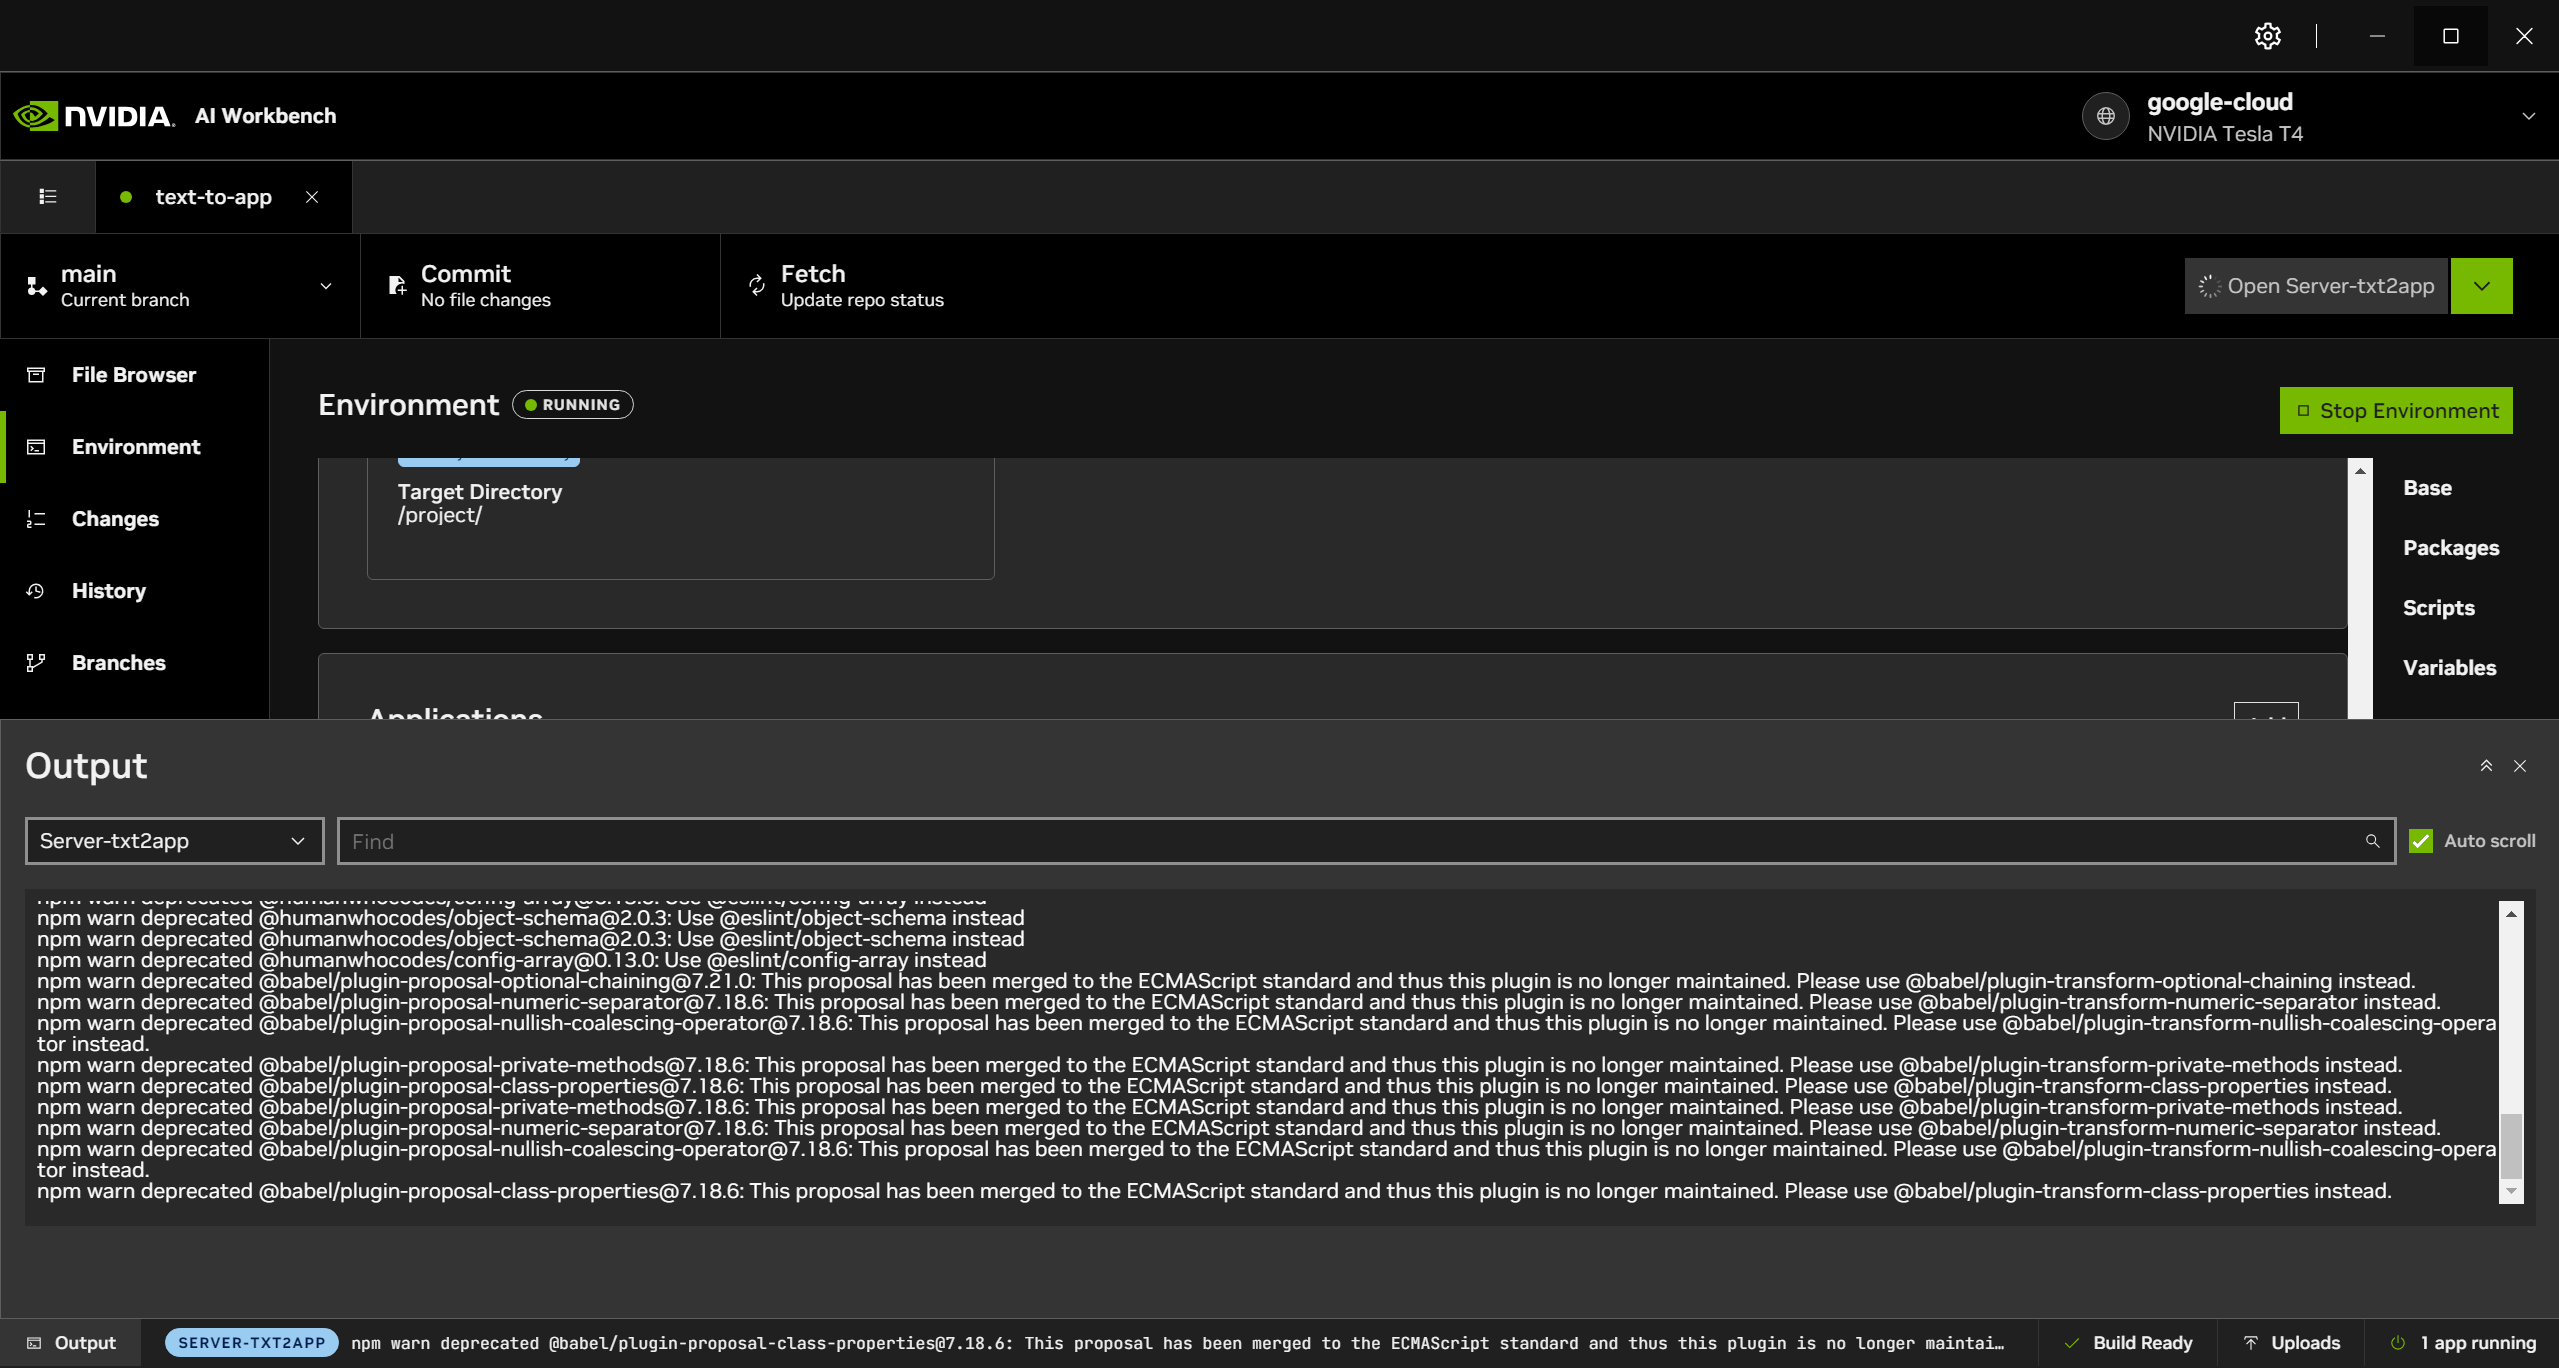 NVIDIA. AI Workbench
google-cloud
NVIDIA Tesla T4
text-to-app
main
Current branch
Commit
No file changes
Fetch
Update repo status
Open Server-txt2app
File Browser
Environment
Changes
History
Branches
Environment
RUNNING
Stop Environment
Target Directory
/project/
Applications
Base
Packages
Scripts
Variables
Output
Server-txt2app
Find
Auto scroll
npm warn deprecated @humanwhocodes/config-array@0.13.0: Use @eslint/config-array instead
npm warn deprecated @humanwhocodes/object-schema@2.0.3: Use @eslint/object-schema instead
npm warn deprecated @humanwhocodes/object-schema@2.0.3: Use @eslint/object-schema instead
npm warn deprecated @humanwhocodes/config-array@0.13.0: Use @eslint/config-array instead
npm warn deprecated @babel/plugin-proposal-optional-chaining@7.21.0: This proposal has been merged to the ECMAScript standard and thus this plugin is no longer maintained. Please use @babel/plugin-transform-optional-chaining instead.
npm warn deprecated @babel/plugin-proposal-numeric-separator@7.18.6: This proposal has been merged to the ECMAScript standard and thus this plugin is no longer maintained. Please use @babel/plugin-transform-numeric-separator instead.
npm warn deprecated @babel/plugin-proposal-nullish-coalescing-operator@7.18.6: This proposal has been merged to the ECMAScript standard and thus this plugin is no longer maintained. Please use @babel/plugin-transform-nullish-coalescing-opera
tor instead.
npm warn deprecated @babel/plugin-proposal-private-methods@7.18.6: This proposal has been merged to the ECMAScript standard and thus this plugin is no longer maintained. Please use @babel/plugin-transform-private-methods instead.
npm warn deprecated @babel/plugin-proposal-class-properties@7.18.6: This proposal has been merged to the ECMAScript standard and thus this plugin is no longer maintained. Please use @babel/plugin-transform-class-properties instead.
npm warn deprecated @babel/plugin-proposal-private-methods@7.18.6: This proposal has been merged to the ECMAScript standard and thus this plugin is no longer maintained. Please use @babel/plugin-transform-private-methods instead.
npm warn deprecated @babel/plugin-proposal-numeric-separator@7.18.6: This proposal has been merged to the ECMAScript standard and thus this plugin is no longer maintained. Please use @babel/plugin-transform-numeric-separator instead.
npm warn deprecated @babel/plugin-proposal-nullish-coalescing-operator@7.18.6: This proposal has been merged to the ECMAScript standard and thus this plugin is no longer maintained. Please use @babel/plugin-transform-nullish-coalescing-opera
tor instead.
npm warn deprecated @babel/plugin-proposal-class-properties@7.18.6: This proposal has been merged to the ECMAScript standard and thus this plugin is no longer maintained. Please use @babel/plugin-transform-class-properties instead.
Output
SERVER-TXT2APP
npm warn deprecated @babel/plugin-proposal-class-properties@7.18.6: This proposal has been merged to the ECMAScript standard and thus this plugin is no longer maintai…
Build Ready
Uploads
1 app running